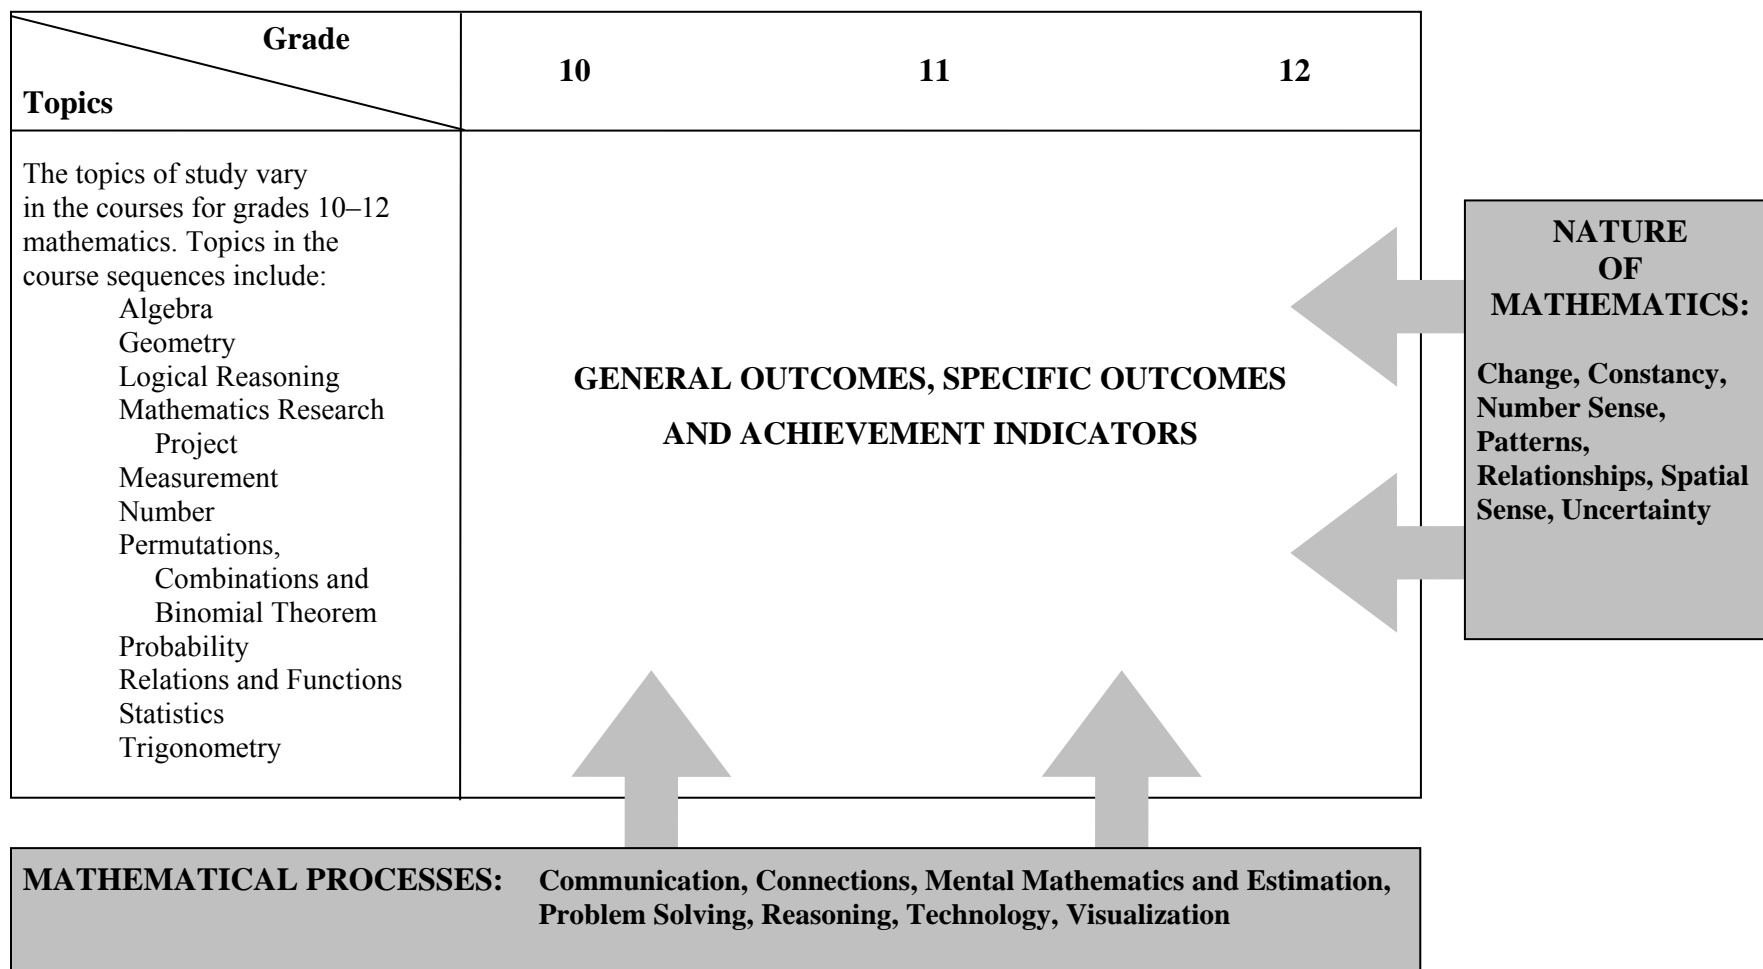 Grade
Topics
10 11 12
The topics of study vary
in the courses for grades 10–12
mathematics. Topics in the
course sequences include:
Algebra
Geometry
Logical Reasoning
Mathematics Research
Project
Measurement
Number
Permutations,
Combinations and
Binomial Theorem
Probability
Relations and Functions
Statistics
Trigonometry
GENERAL OUTCOMES, SPECIFIC OUTCOMES
AND ACHIEVEMENT INDICATORS
NATURE
OF
MATHEMATICS:
Change, Constancy,
Number Sense,
Patterns,
Relationships, Spatial
Sense, Uncertainty
MATHEMATICAL PROCESSES: Communication, Connections, Mental Mathematics and Estimation,
Problem Solving, Reasoning, Technology, Visualization